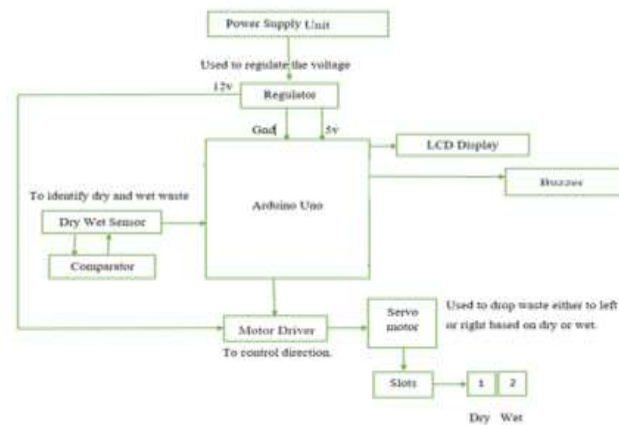 Power Supply Unit
Used to regulate the voltage
12v
Regulator
Gnd
5v
LCD Display
Buzzer
To identify dry and wet waste
Dry Wet Sensor
Arduino Uno
Comparator
Motor Driver
To control direction.
Servo
motor
Used to drop waste either to left
or right based on dry or wet.
Slots
1 2
Dry Wet